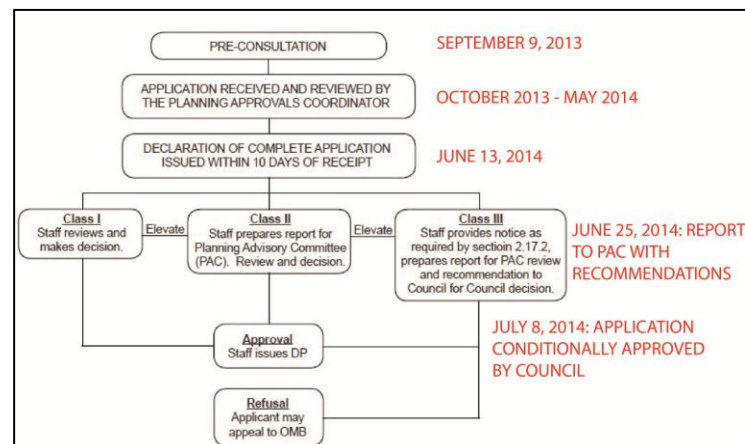 PRE-CONSULTATION
SEPTEMBER 9, 2013
APPLICATION RECEIVED AND REVIEWED BY
THE PLANNING APPROVALS COORDINATOR
OCTOBER 2013 - MAY 2014
DECLARATION OF COMPLETE APPLICATION
ISSUED WITHIN 10 DAYS OF RECEIPT
JUNE 13, 2014
Class I
Staff reviews and
makes decision.
Elevate
Class II
Staff prepares report for
Planning Advisory Committee
(PAC). Review and decision.
Elevate
Class III
Staff provides notice as
required by sectioin 2.17.2,
prepares report for PAC review
and recommendation to
Council for Council decision.
JUNE 25, 2014: REPORT
TO PAC WITH
RECOMMENDATIONS
Approval
Staff issues DP
JULY 8, 2014: APPLICATION
CONDITIONALLY APPROVED
BY COUNCIL
Refusal
Applicant may
appeal to OMB